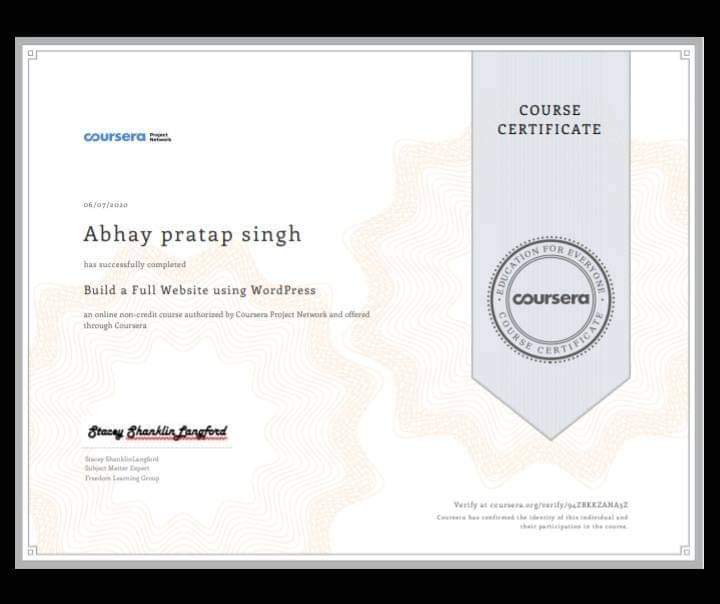 COURSE
CERTIFICATE
coursera Project
Network
06/07/2020
Abhay pratap singh
has successfully completed
Build a Full Website using WordPress
an online non-credit course authorized by Coursera Project Network and offered
through Coursera
EDUCATION FOR EVERYONE
coursera
COURSE CERTIFICATE
Stacey Shanklin Langford
Stacey ShanklinLangford
Subject Matter Expert
Freedom Learning Group
Verify at coursera.org/verify/94ZBKKZANA5Z
Coursera has confirmed the identity of this individual and
their participation in the course.